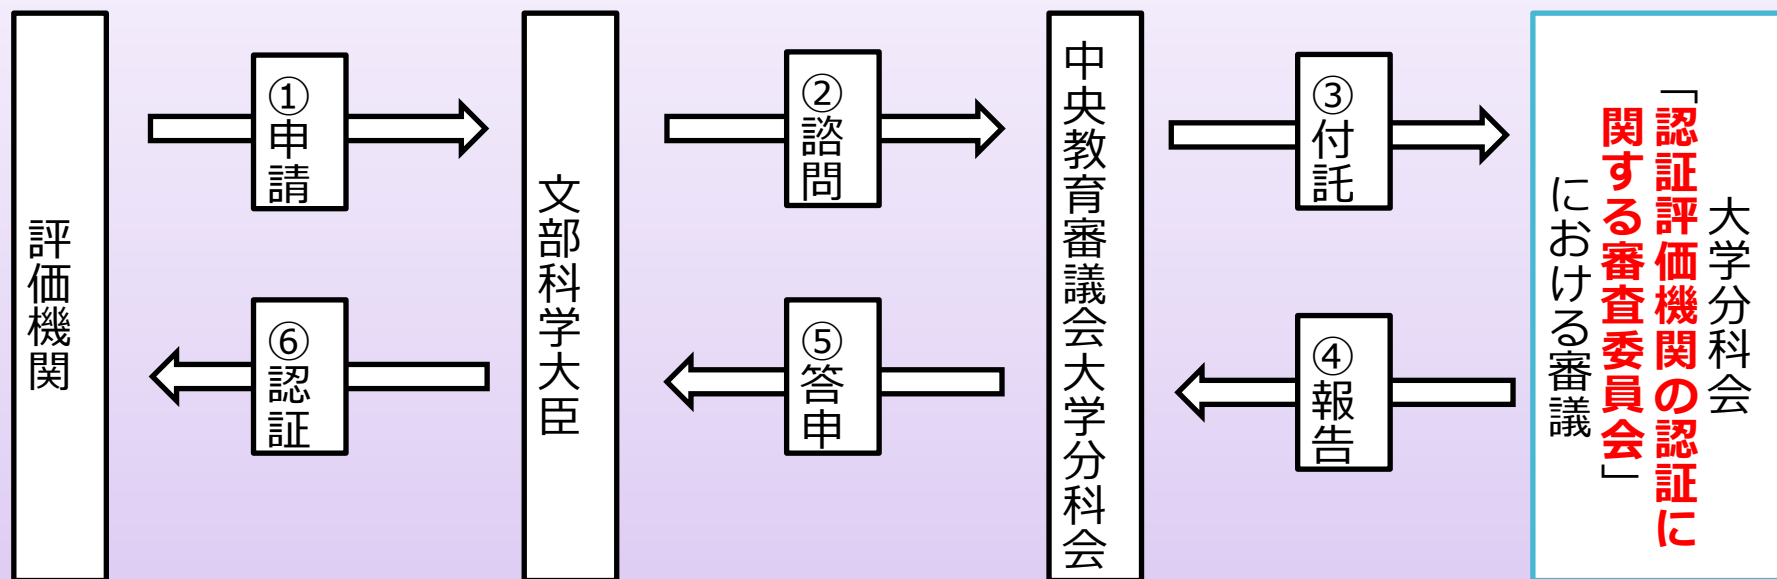 評価機関
①申請
⑥認証
文部科学大臣
②諮問
⑤答申
中央教育審議会大学分科会
③付託
④報告
大学分科会
「認証評価機関の認証に
関する審査委員会」
における審議